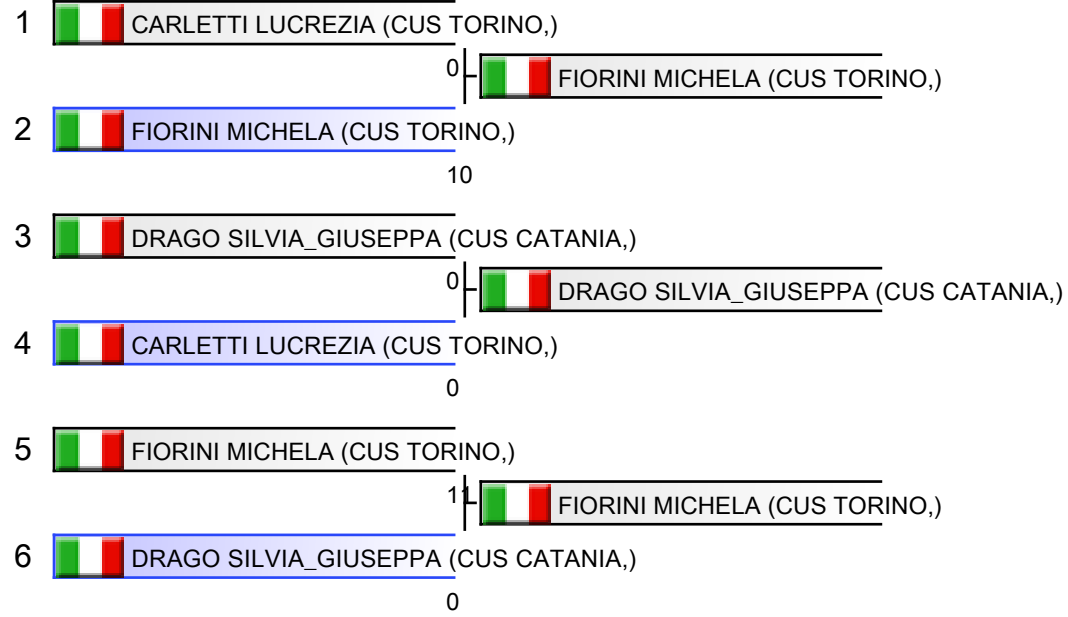 1 CARLETTI LUCREZIA (CUS TORINO,)
0 FIORINI MICHELA (CUS TORINO,)
2 FIORINI MICHELA (CUS TORINO,)
10
3 DRAGO SILVIA_GIUSEPPA (CUS CATANIA,)
0 DRAGO SILVIA_GIUSEPPA (CUS CATANIA,)
4 CARLETTI LUCREZIA (CUS TORINO,)
0
5 FIORINI MICHELA (CUS TORINO,)
11 FIORINI MICHELA (CUS TORINO,)
6 DRAGO SILVIA_GIUSEPPA (CUS CATANIA,)
0